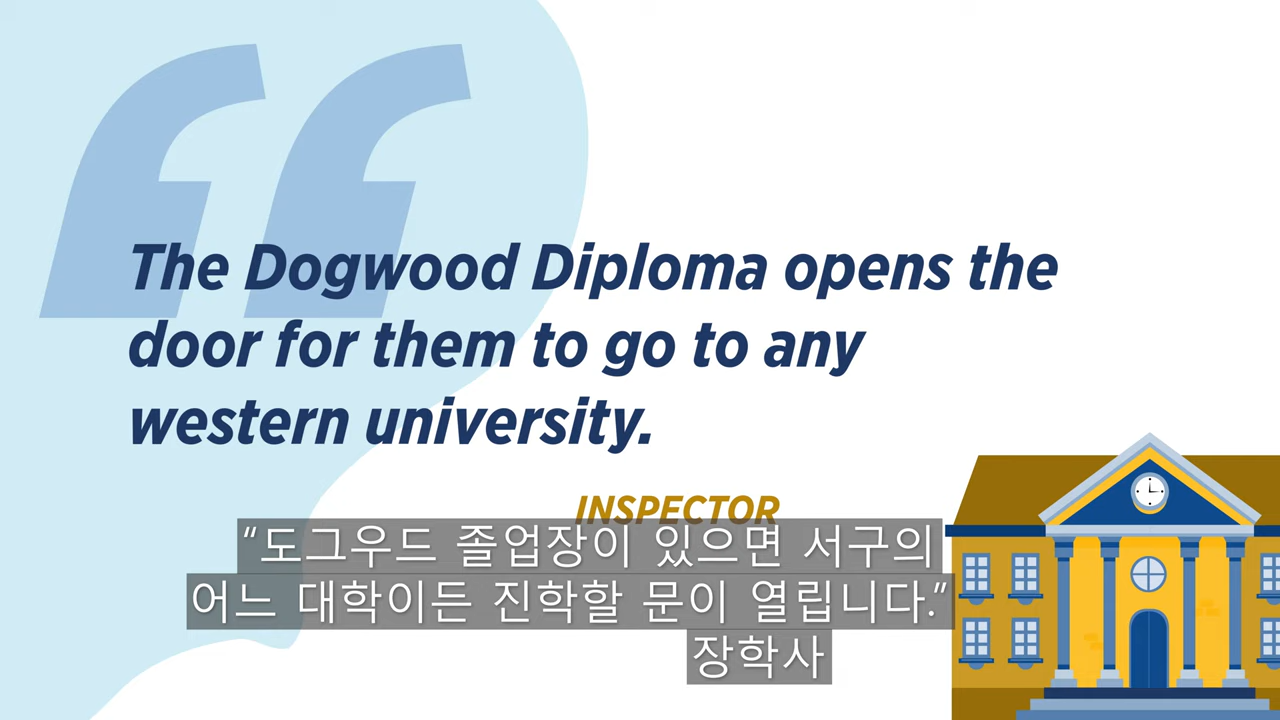 The Dogwood Diploma opens the
door for them to go to any
western university.
INSPECTOR
“도그우드 졸업장이 있으면 서구의
어느 대학이든 진학할 문이 열립니다.”
장학사